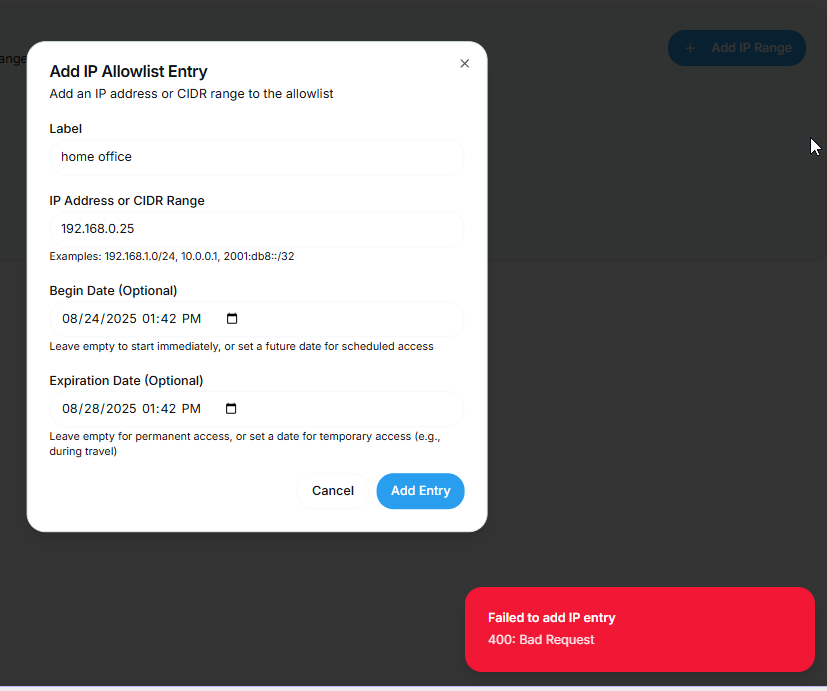 ange
+ Add IP Range
Add IP Allowlist Entry
Add an IP address or CIDR range to the allowlist
Label
home office
IP Address or CIDR Range
192.168.0.25
Examples: 192.168.1.0/24, 10.0.0.1, 2001:db8::/32
Begin Date (Optional)
08/24/2025 01:42 PM
Leave empty to start immediately, or set a future date for scheduled access
Expiration Date (Optional)
08/28/2025 01:42 PM
Leave empty for permanent access, or set a date for temporary access (e.g.,
during travel)
Cancel
Add Entry
Failed to add IP entry
400: Bad Request